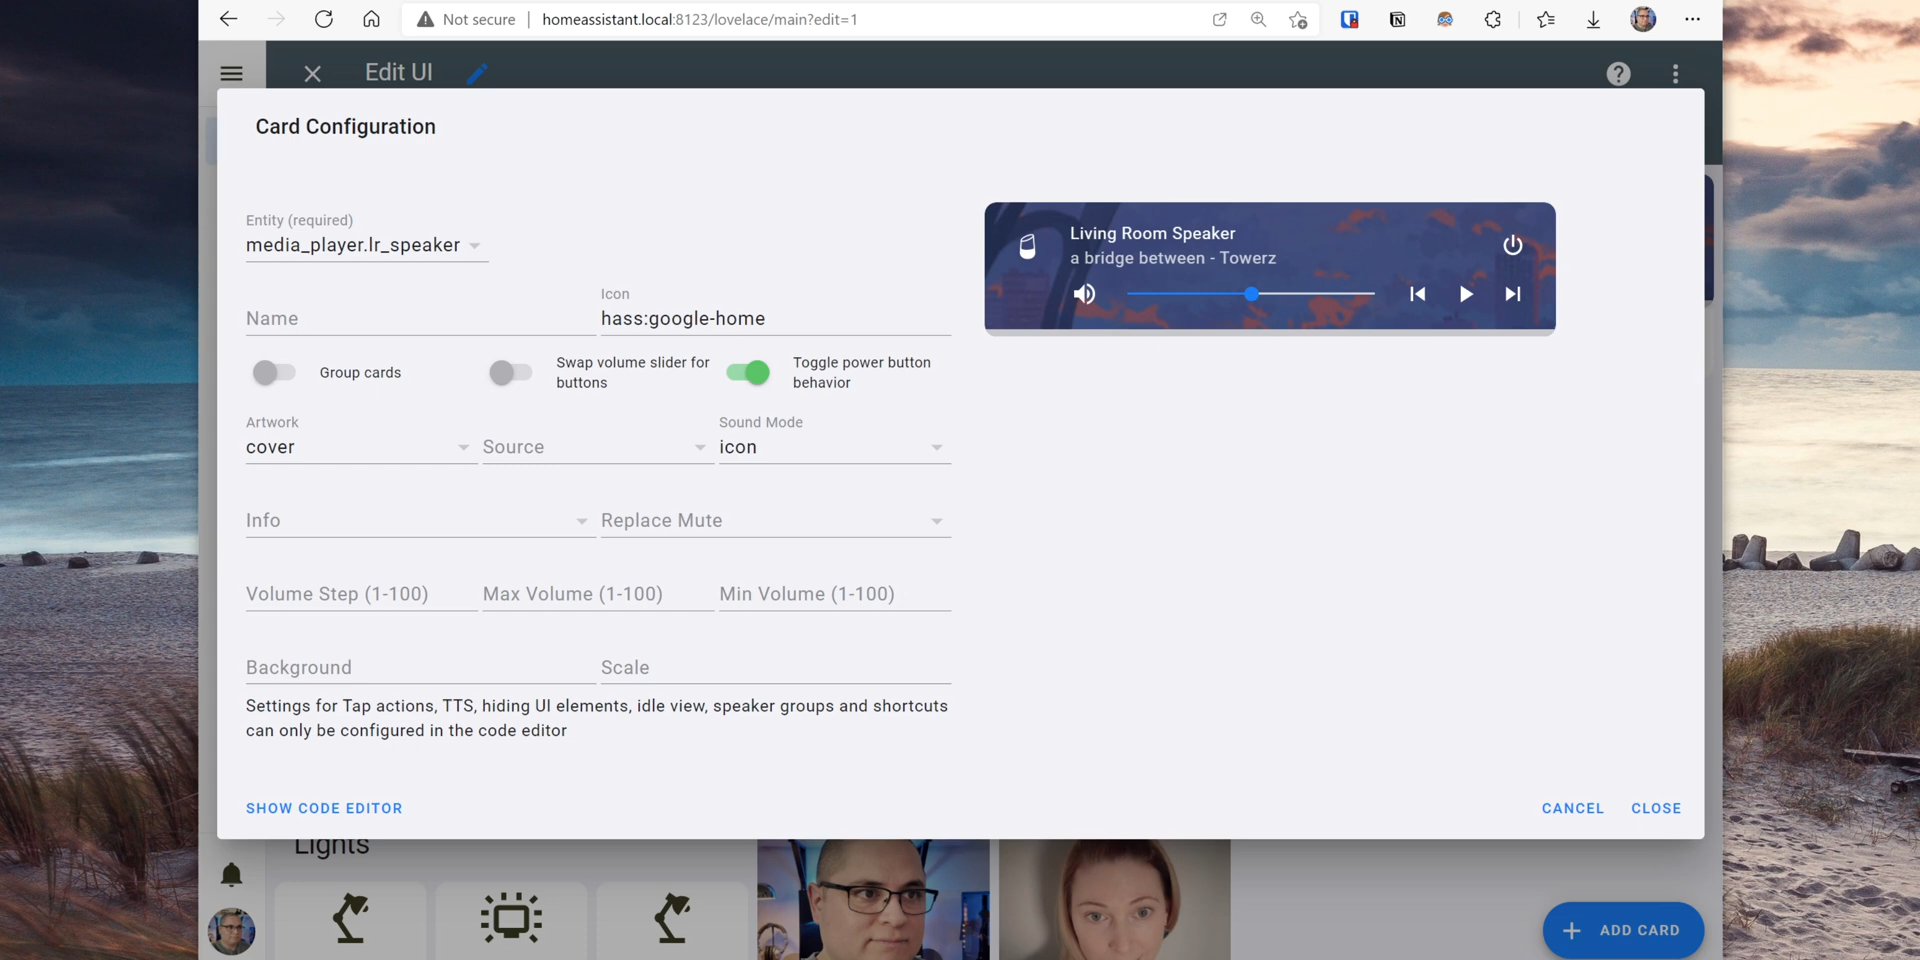 Not secure
homeassistant.local:8123/lovelace/main?edit=1
Edit UI
Card Configuration
Entity (required)
media_player.lr_speaker
Name
Icon
hass:google-home
Group cards
Swap volume slider for
buttons
Toggle power button
behavior
Artwork
cover
Source
Sound Mode
icon
Info
Replace Mute
Volume Step (1-100)
Max Volume (1-100)
Min Volume (1-100)
Background
Scale
Settings for Tap actions, TTS, hiding UI elements, idle view, speaker groups and shortcuts
can only be configured in the code editor
Living Room Speaker
a bridge between - Towerz
SHOW CODE EDITOR
CANCEL
CLOSE
Lights
ADD CARD